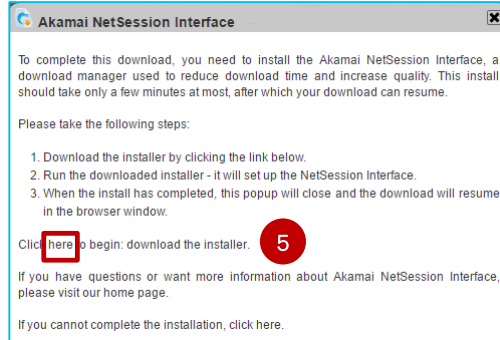 Akamai NetSession Interface
To complete this download, you need to install the Akamai NetSession Interface, a
download manager used to reduce download time and increase quality. This install
should take only a few minutes at most, after which your download can resume.
Please take the following steps:
1. Download the installer by clicking the link below.
2. Run the downloaded installer - it will set up the NetSession Interface.
3. When the install has completed, this popup will close and the download will resume
in the browser window.
Click here to begin: download the installer. 5
If you have questions or want more information about Akamai NetSession Interface,
please visit our home page.
If you cannot complete the installation, click here.